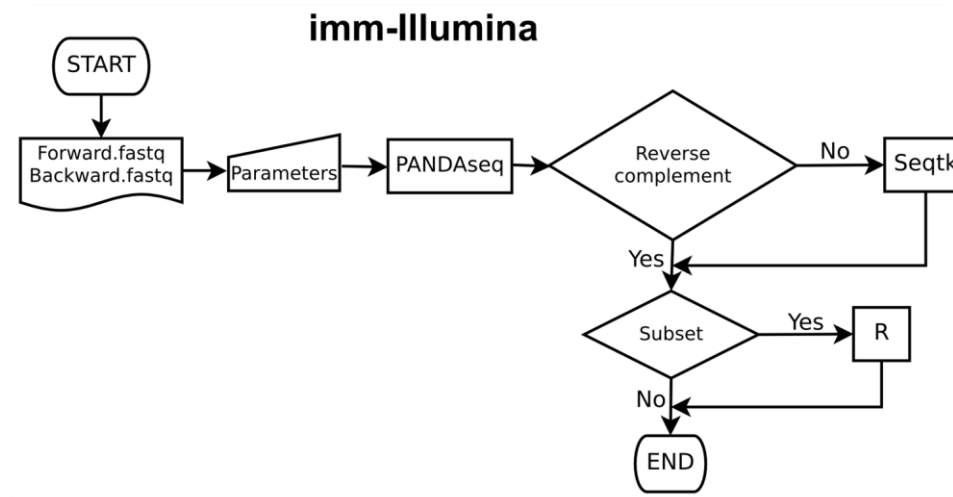 imm-Illumina
START
Forward.fastq
Backward.fastq
Parameters
PANDAseq
Reverse
complement
No
Seqtk
Yes
Subset
Yes
R
No
END